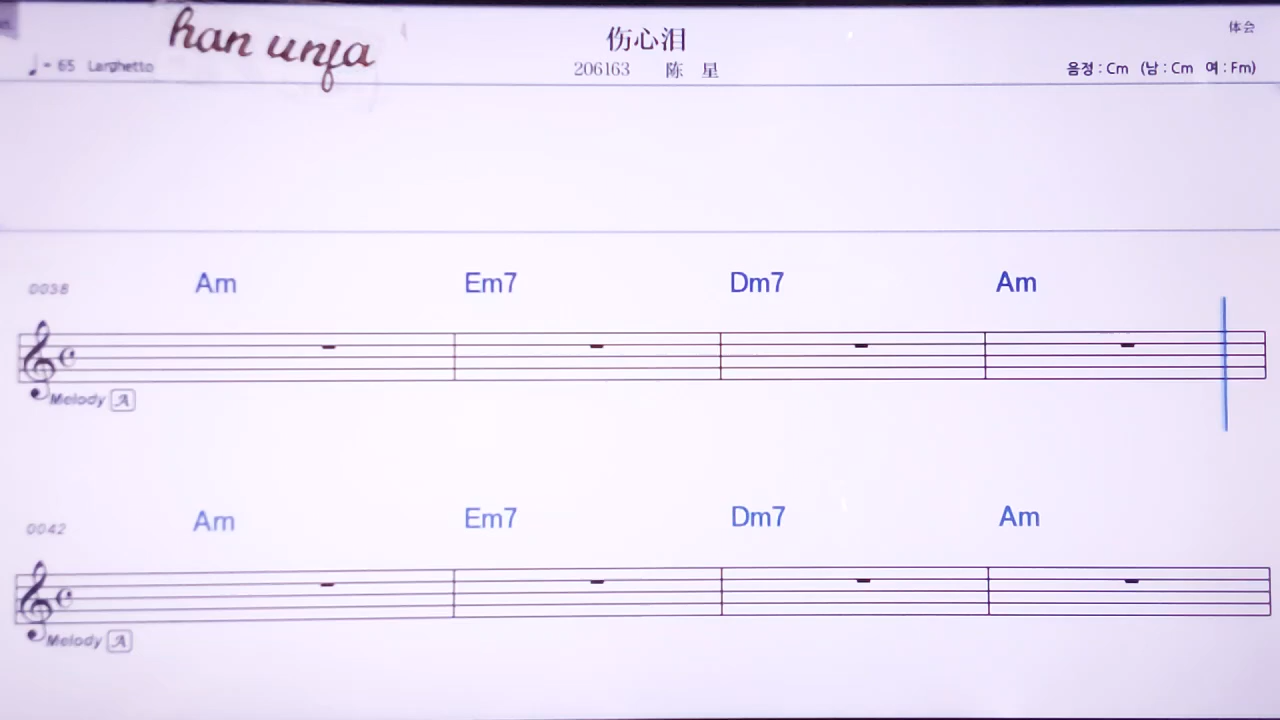 han unfa
伤心泪
体会
♩= 65 Larghetto
206163 陈 星
음정 : Cm (남 : Cm 여 : Fm)
0038 Am Em7 Dm7 Am
Melody A
0042 Am Em7 Dm7 Am
Melody A